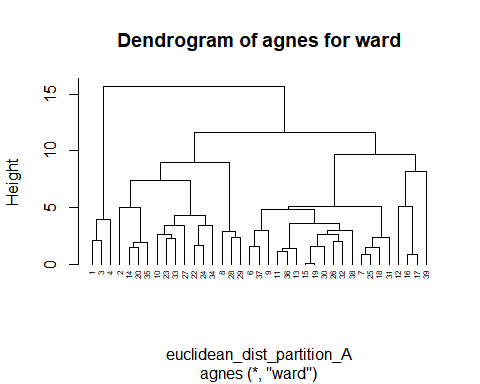 Dendrogram of agnes for ward
Height
15
10
5
0
1 3 4 2 14 20 35 10 23 33 27 22 24 34 8 28 29 6 37 9 11 36 13 15 19 30 26 32 38 7 25 18 31 12 16 17 39
euclidean_dist_partition_A
agnes (*, "ward")